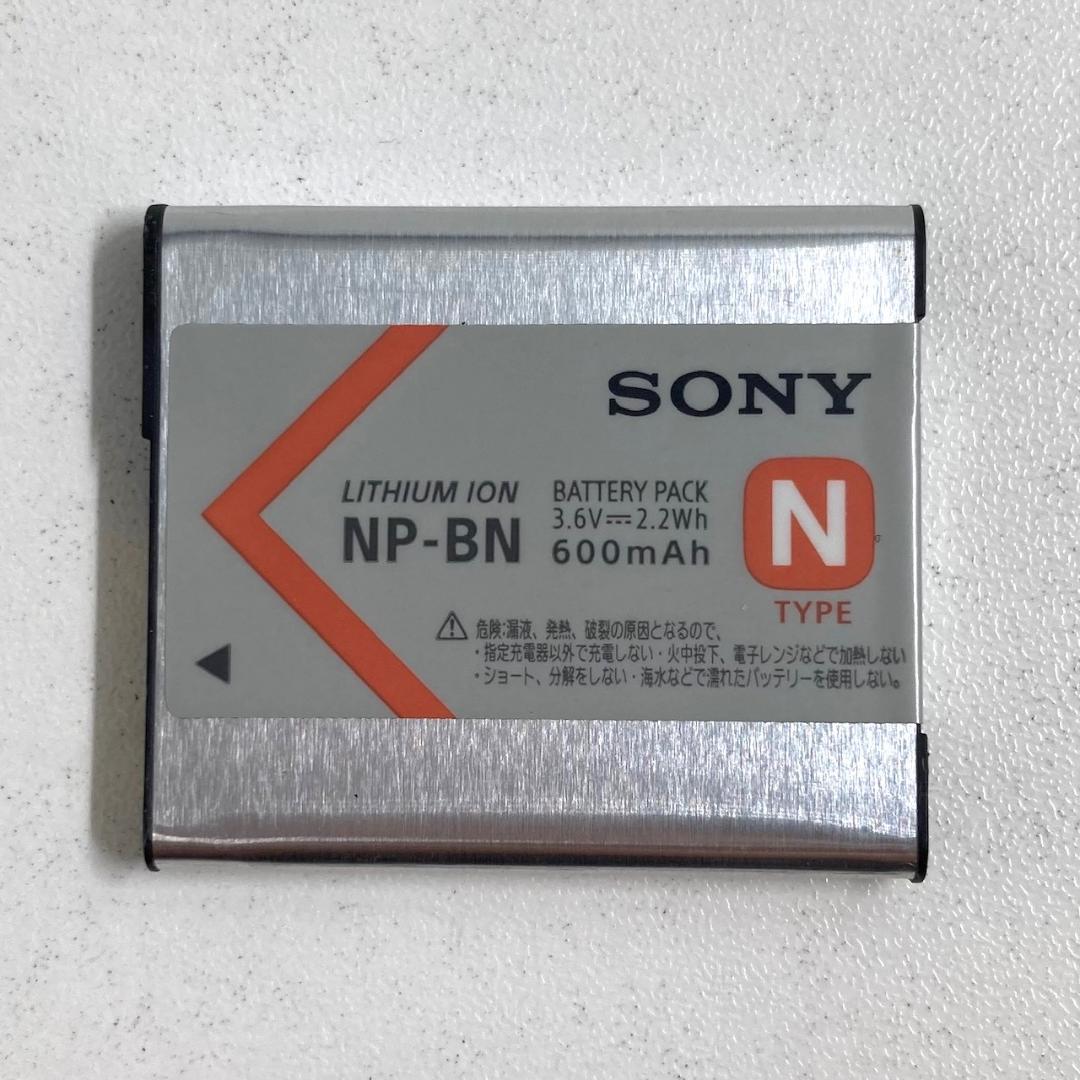 SONY
LITHIUM ION
NP-BN
BATTERY PACK
3.6V⎓2.2Wh
600mAh
N
TYPE
⚠危険:漏液、発熱、破裂の原因となるので、
・指定充電器以外で充電しない・火中投下、電子レンジなどで加熱しない
・ショート、分解をしない・海水などで濡れたバッテリーを使用しない。